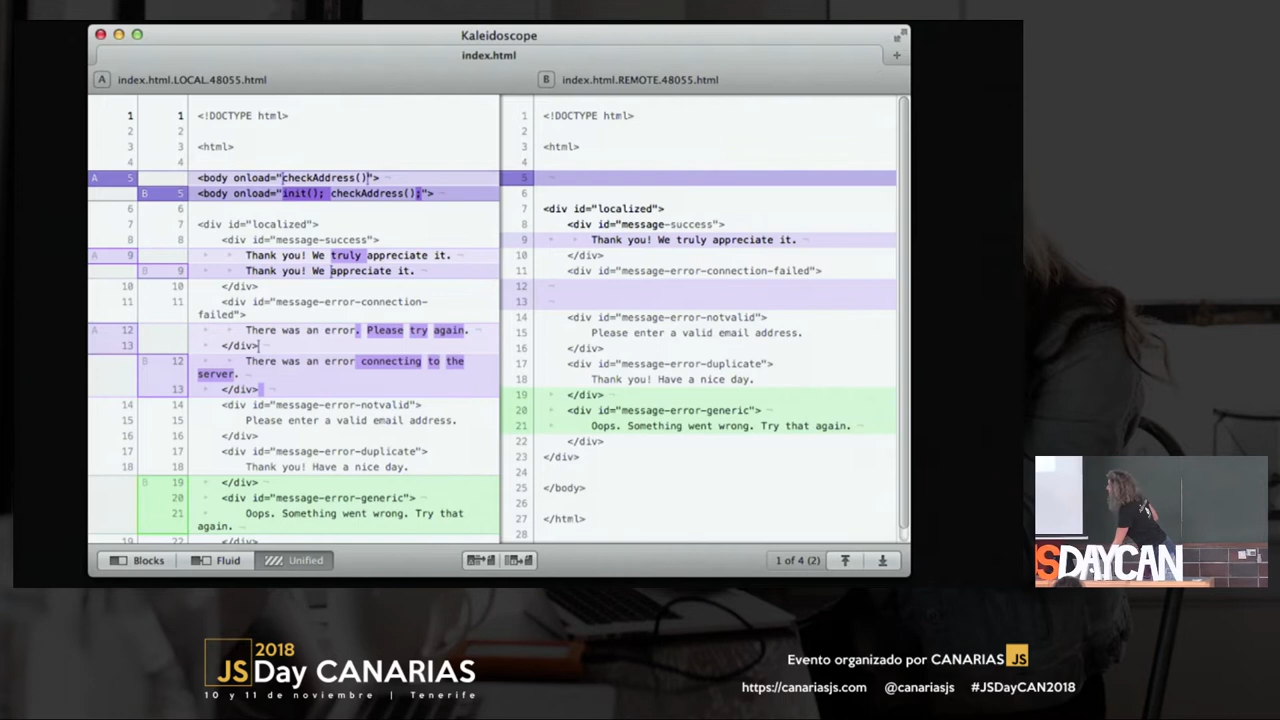 Kaleidoscope
index.html
A index.html.LOCAL.48055.html
B index.html.REMOTE.48055.html
1 1 <!DOCTYPE html>
2 2
3 3 <html>
4 4
A 5 <body onload="checkAddress()">
B 5 <body onload="init(); checkAddress();">
6 6
7 7 <div id="localized">
8 8 <div id="message-success">
A 9 Thank you! We truly appreciate it.
B 9 Thank you! We appreciate it.
10 10 </div>
11 11 <div id="message-error-connection-
failed">
A 12 There was an error. Please try again.
13 </div>
B 12 There was an error connecting to the
server.
13 </div>
14 14 <div id="message-error-notvalid">
15 15 Please enter a valid email address.
16 16 </div>
17 17 <div id="message-error-duplicate">
18 18 Thank you! Have a nice day.
B 19 </div>
20 <div id="message-error-generic">
21 Oops. Something went wrong. Try that
again.
19 22 </div>
1 <!DOCTYPE html>
2
3 <html>
4
5
6
7 <div id="localized">
8 <div id="message-success">
9 Thank you! We truly appreciate it.
10 </div>
11 <div id="message-error-connection-failed">
12
13
14 <div id="message-error-notvalid">
15 Please enter a valid email address.
16 </div>
17 <div id="message-error-duplicate">
18 Thank you! Have a nice day.
19 </div>
20 <div id="message-error-generic">
21 Oops. Something went wrong. Try that again.
22 </div>
23 </div>
24
25 </body>
26
27 </html>
28
Blocks Fluid Unified 1 of 4 (2)
JSDAYCAN
2018
JSDay CANARIAS
10 y 11 de noviembre | Tenerife
Evento organizado por CANARIAS JS
https://canariasjs.com @canariasjs #JSDayCAN2018